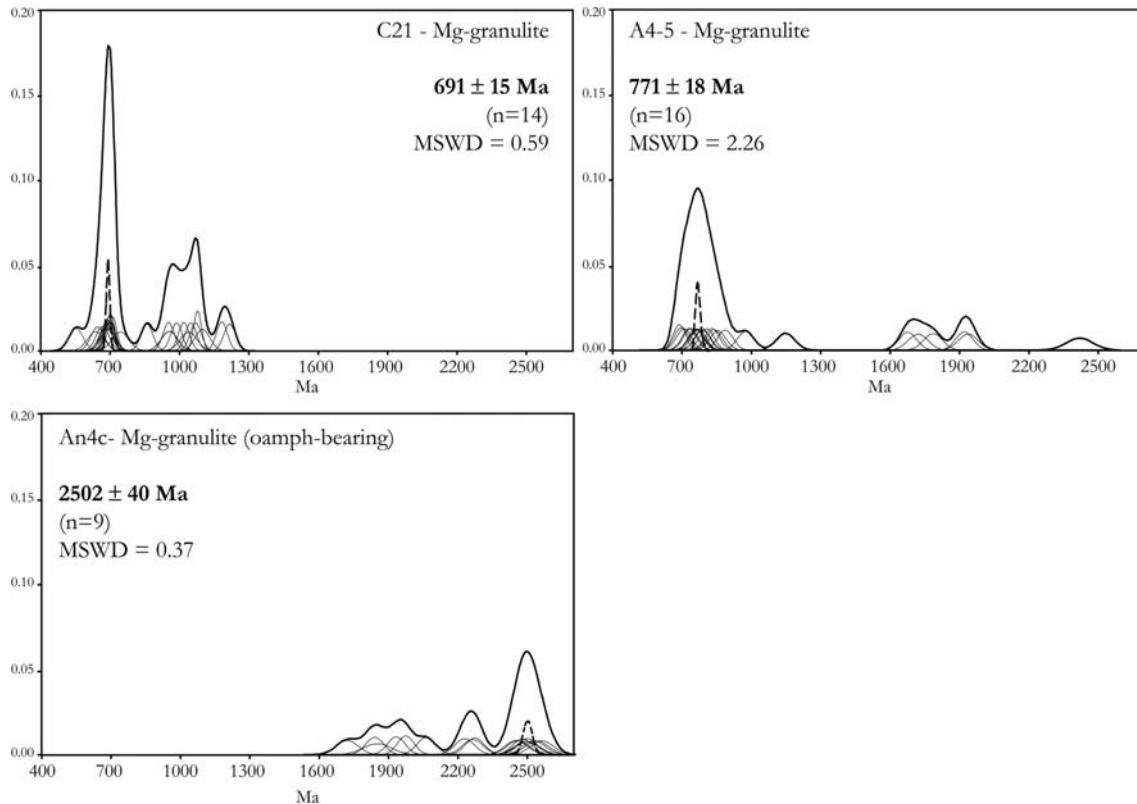 0.20
0.15
0.10
0.05
0.00
C21 - Mg-granulite
691 ± 15 Ma
(n=14)
MSWD = 0.59
400 700 1000 1300 1600 1900 2200 2500
Ma
0.20
0.15
0.10
0.05
0.00
A4-5 - Mg-granulite
771 ± 18 Ma
(n=16)
MSWD = 2.26
400 700 1000 1300 1600 1900 2200 2500
Ma
0.20
0.15
0.10
0.05
0.00
An4c- Mg-granulite (oamph-bearing)
2502 ± 40 Ma
(n=9)
MSWD = 0.37
400 700 1000 1300 1600 1900 2200 2500
Ma